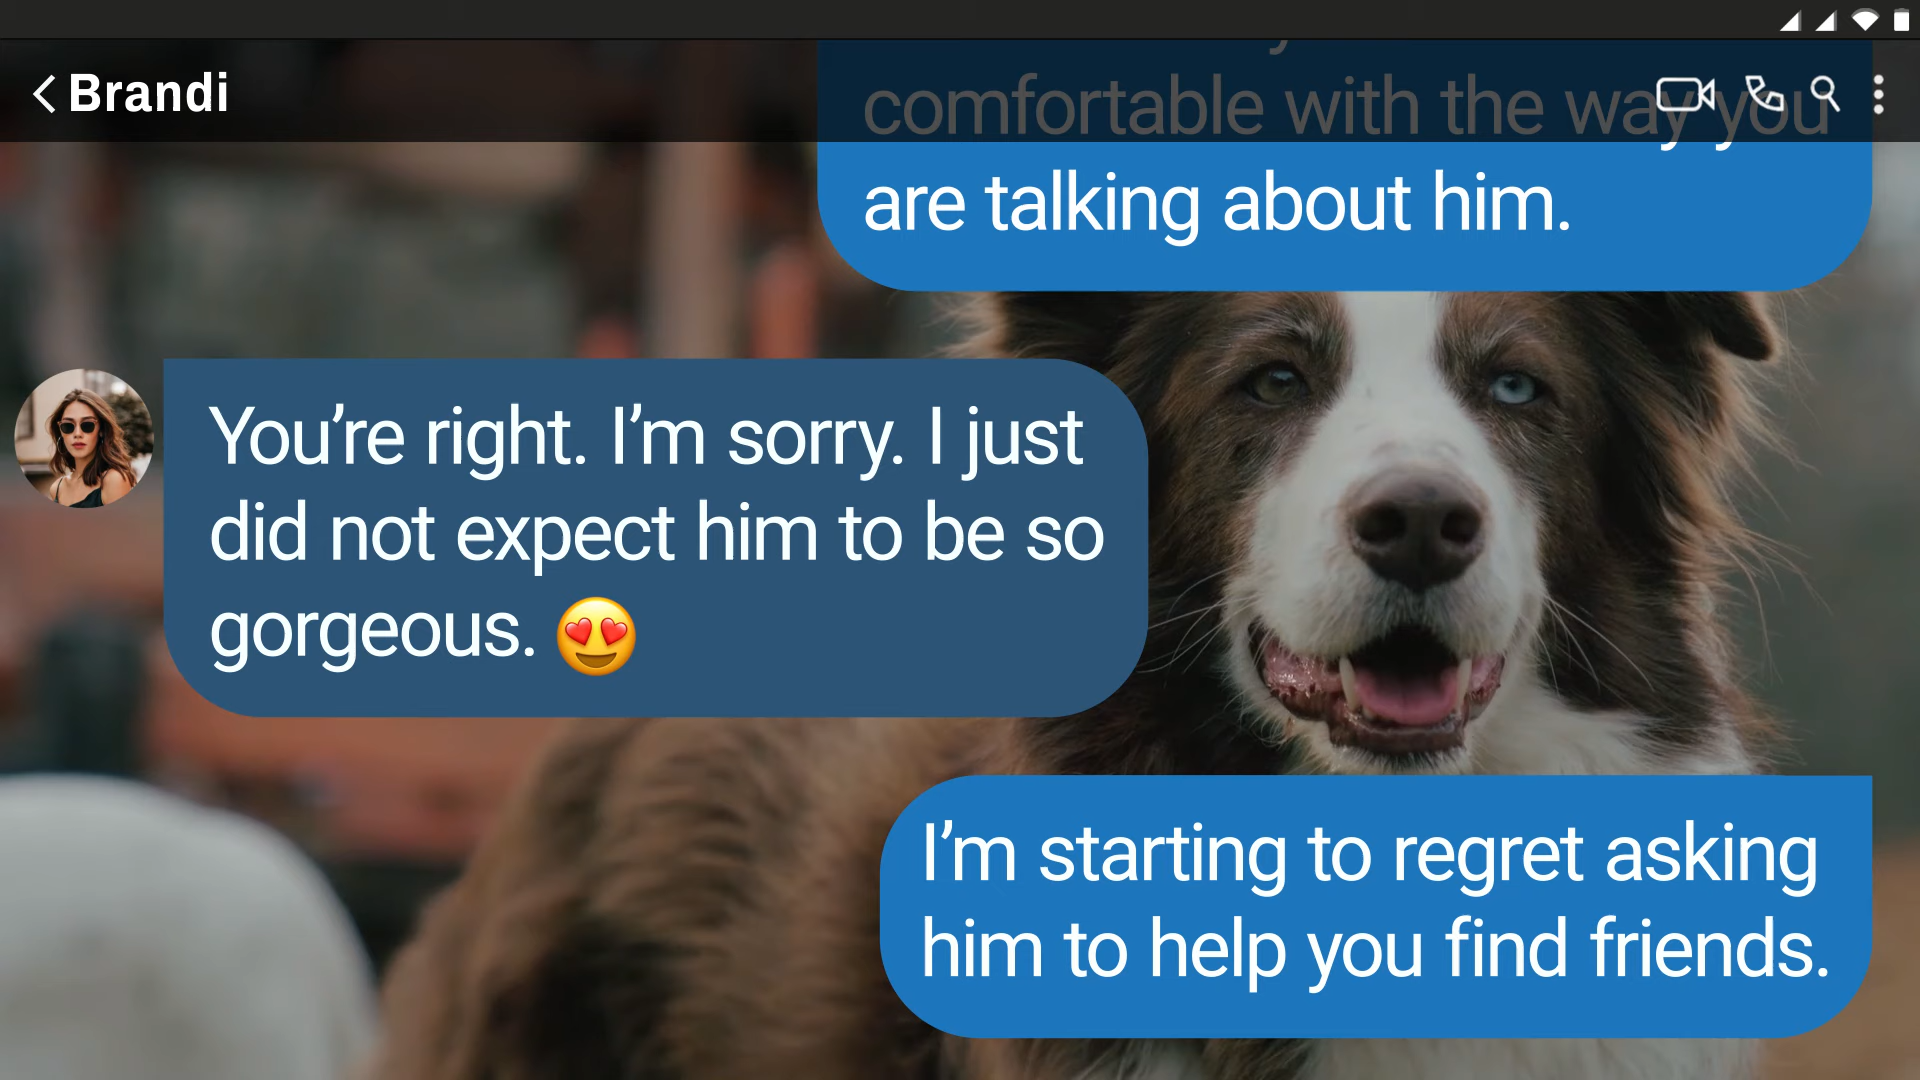 Brandi
comfortable with the way you
are talking about him.
You’re right. I’m sorry. I just
did not expect him to be so
gorgeous. 😍
I’m starting to regret asking
him to help you find friends.